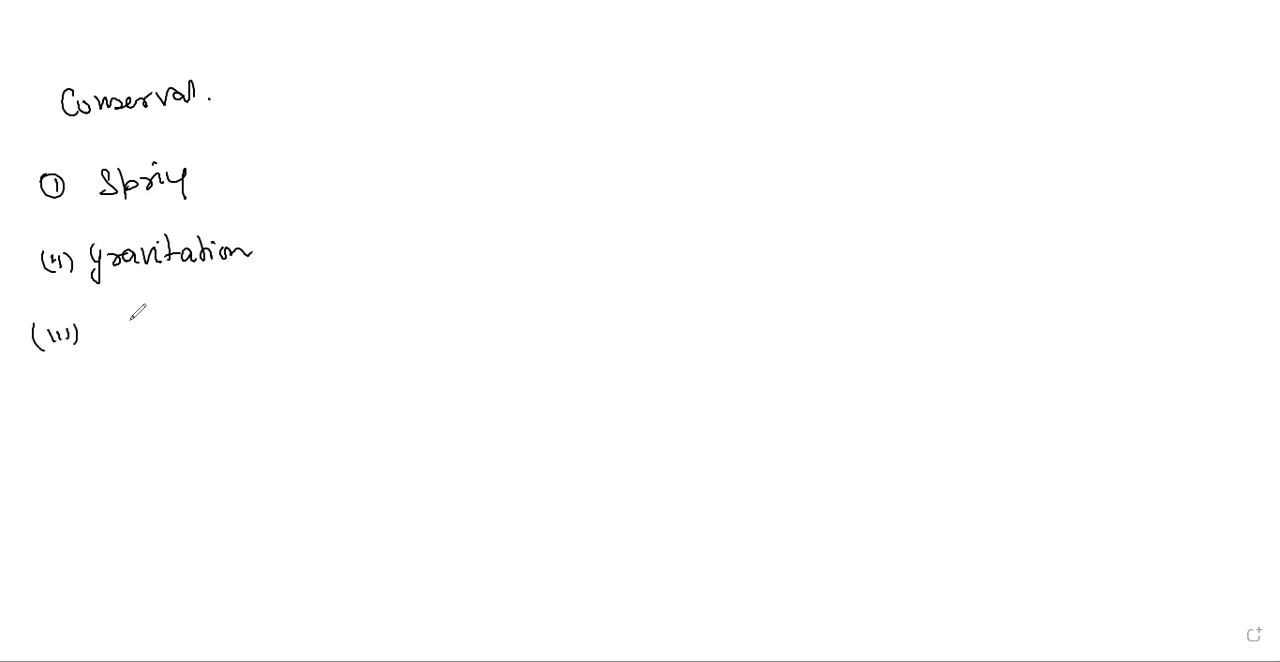 Conserval.
① Spring
(ii) gravitation
(iii)